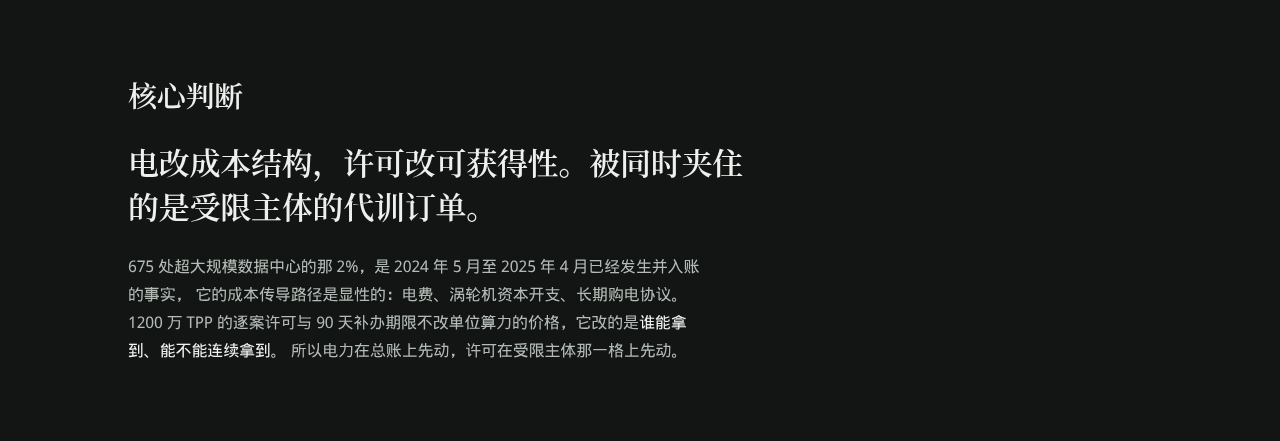 核心判断
电改成本结构，许可改可获得性。被同时夹住
的是受限主体的代训订单。
675 处超大规模数据中心的那 2%，是 2024 年 5 月至 2025 年 4 月已经发生并入账
的事实， 它的成本传导路径是显性的：电费、涡轮机资本开支、长期购电协议。
1200 万 TPP 的逐案许可与 90 天补办期限不改单位算力的价格，它改的是谁能拿
到、能不能连续拿到。 所以电力在总账上先动，许可在受限主体那一格上先动。